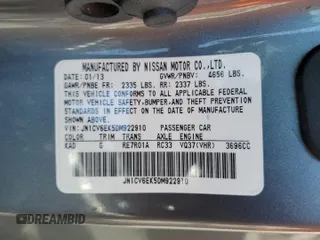 MANUFACTURED BY NISSAN MOTOR CO.,LTD.
DATE: 01/13 GVWR/PNBV: 4656 LBS.
GAWR/PNBE FR: 2335 LBS. RR: 2337 LBS.
THIS VEHICLE CONFORMS TO ALL APPLICABLE FEDERAL
MOTOR VEHICLE SAFETY,BUMPER,AND THEFT PREVENTION
STANDARDS IN EFFECT ON THE DATE OF MANUFACTURE
SHOWN ABOVE.
VIN:JN1CV6EK5DM922910 PASSENGER CAR
COLOR TRIM TRANS AXLE ENGINE
KAD G RE7R01A RC33 VQ37(VHR) 3696CC
JN1CV6EK5DM922910
AUTOBIDMASTER